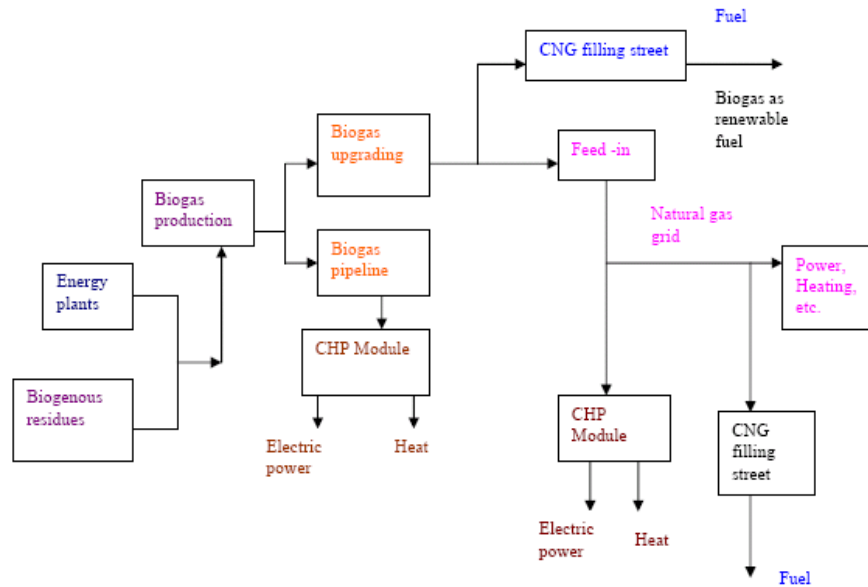 Fuel
CNG filling street
Biogas as
renewable
fuel
Biogas
upgrading
Feed -in
Biogas
production
Natural gas
grid
Biogas
pipeline
Power,
Heating,
etc.
Energy
plants
CHP Module
Biogenous
residues
CHP
Module
CNG
filling
street
Electric
power
Heat
Electric
power
Heat
Fuel